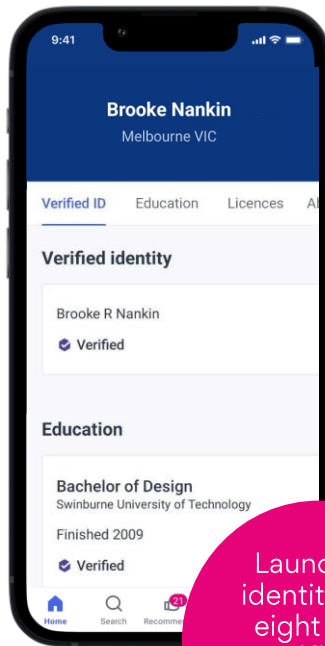 9:41
Brooke Nankin
Melbourne VIC
Verified ID Education Licences
Verified identity
Brooke R Nankin
Verified
Education
Bachelor of Design
Swinburne University of Technology
Finished 2009
Verified
21
Home Search
eight